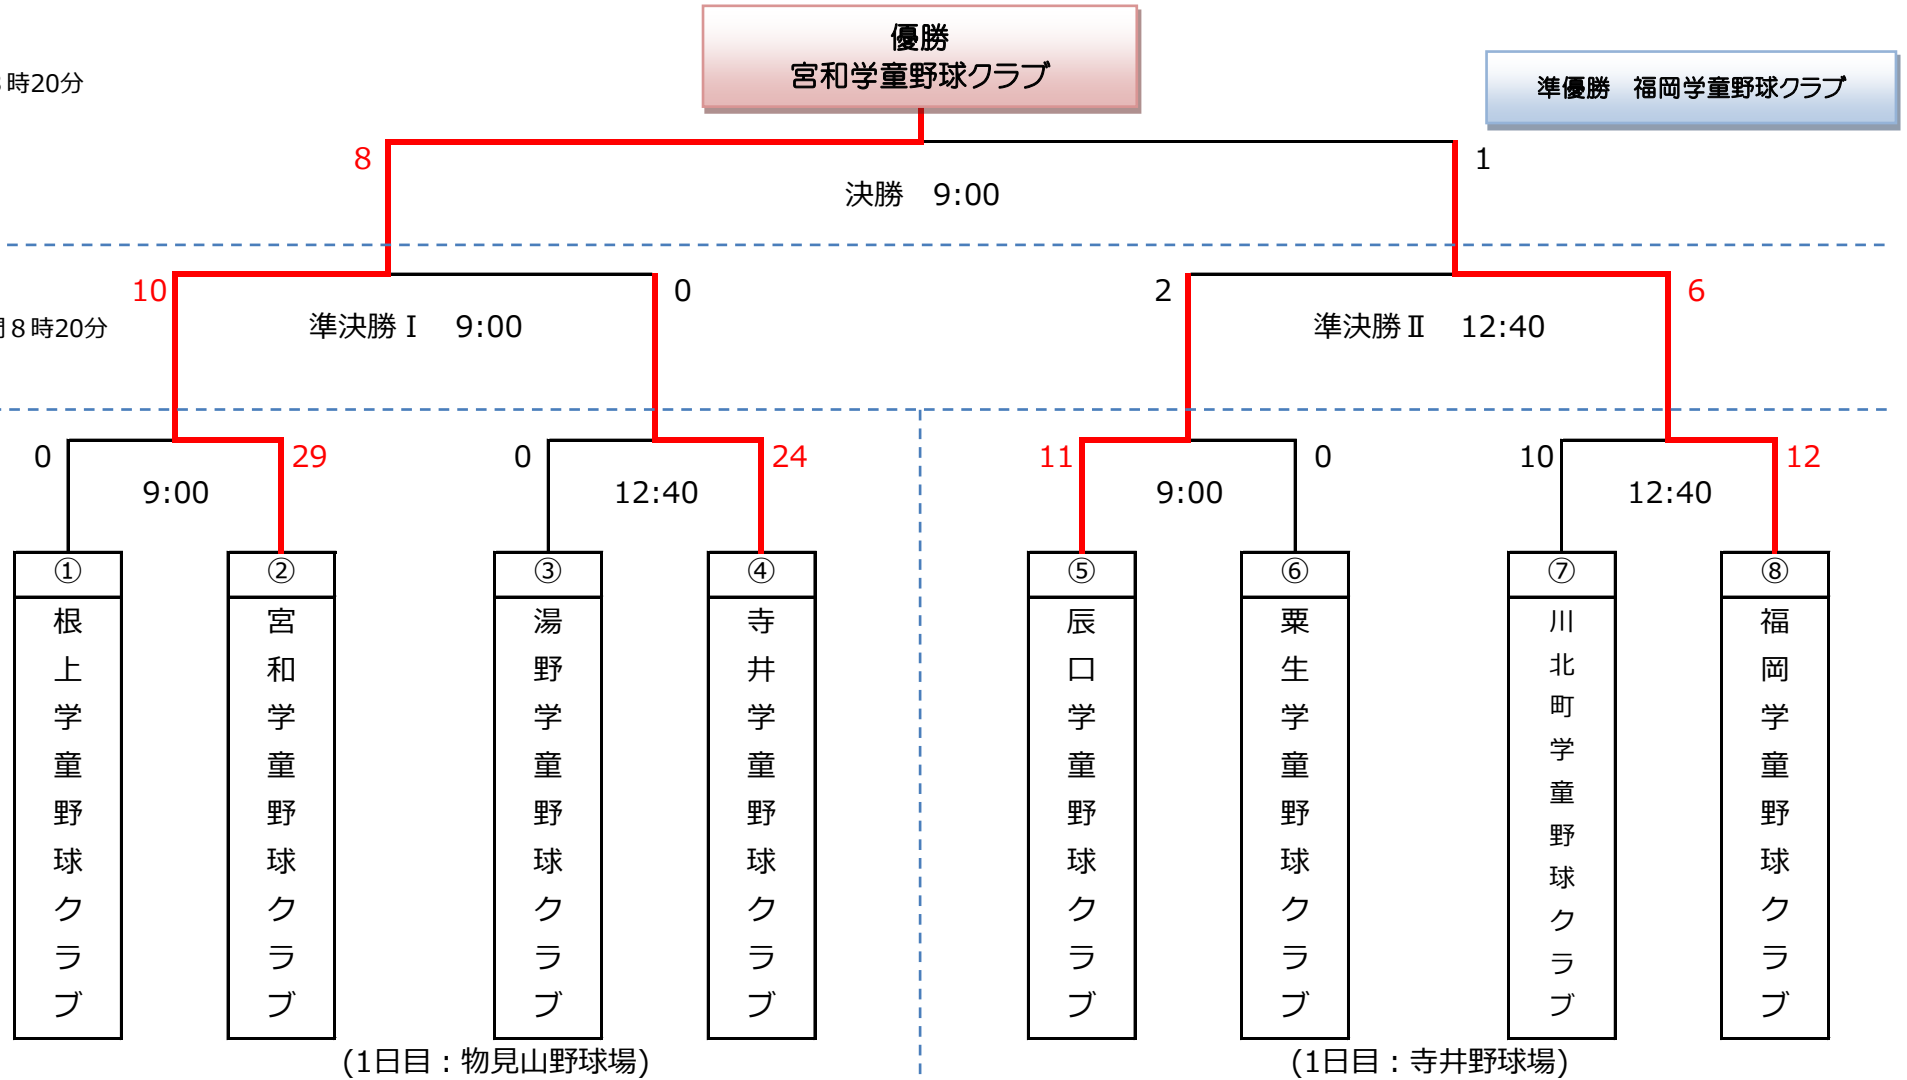 優勝
宮和学童野球クラブ
準優勝　福岡学童野球クラブ
時20分
8
1
決勝　9:00
10
0
2
6
８時20分
準決勝Ⅰ　9:00
準決勝Ⅱ　12:40
0
29
0
24
11
0
10
12
9:00
12:40
9:00
12:40
①
②
③
④
⑤
⑥
⑦
⑧
根上学童野球クラブ
宮和学童野球クラブ
湯野学童野球クラブ
寺井学童野球クラブ
辰口学童野球クラブ
粟生学童野球クラブ
川北町学童野球クラブ
福岡学童野球クラブ
(1日目：物見山野球場)
(1日目：寺井野球場)